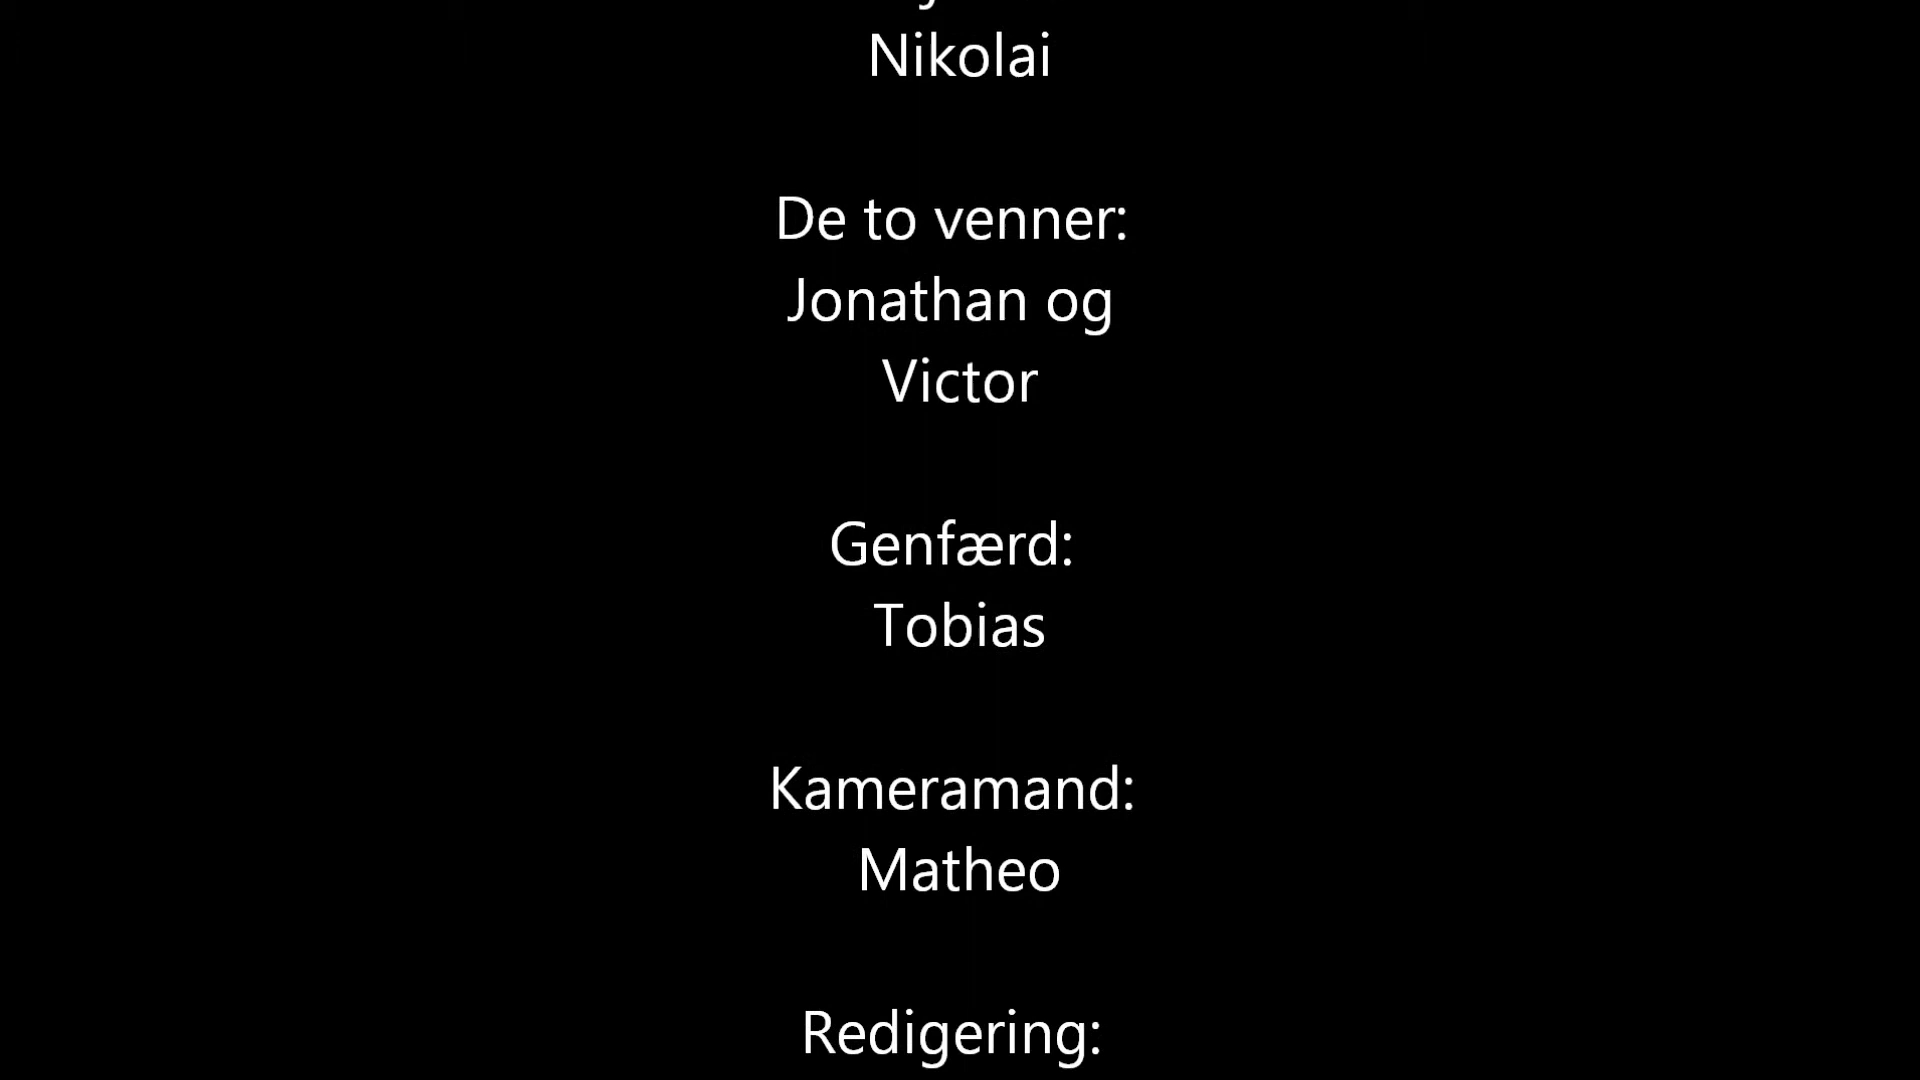 Nikolai
De to venner:
Jonathan og
Victor
Genfærd:
Tobias
Kameramand:
Matheo
Redigering: